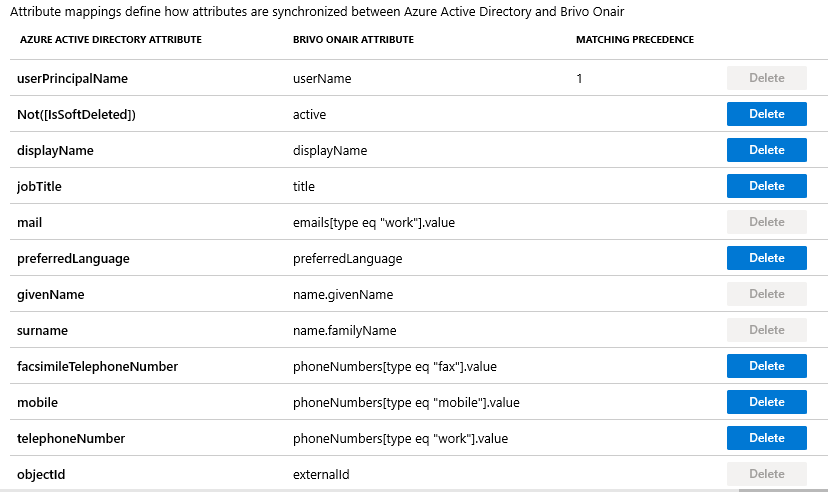 Attribute mappings define how attributes are synchronized between Azure Active Directory and Brivo Onair
AZURE ACTIVE DIRECTORY ATTRIBUTE BRIVO ONAIR ATTRIBUTE MATCHING PRECEDENCE
userPrincipalName userName 1 Delete
Not([IsSoftDeleted]) active Delete
displayName displayName Delete
jobTitle title Delete
mail emails[type eq "work"].value Delete
preferredLanguage preferredLanguage Delete
givenName name.givenName Delete
surname name.familyName Delete
facsimileTelephoneNumber phoneNumbers[type eq "fax"].value Delete
mobile phoneNumbers[type eq "mobile"].value Delete
telephoneNumber phoneNumbers[type eq "work"].value Delete
objectId externalId Delete